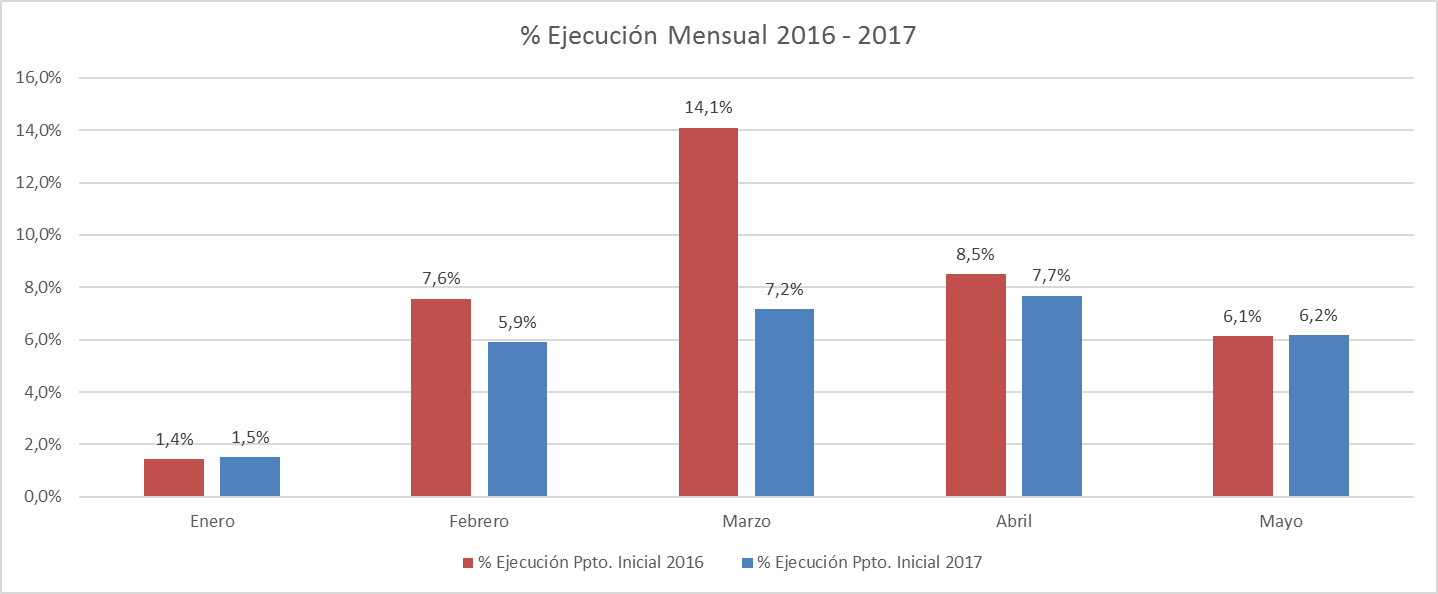 % Ejecución Mensual 2016 - 2017
16,0%
14,0%
12,0%
10,0%
8,0%
6,0%
4,0%
2,0%
0,0%
1,4%
1,5%
7,6%
5,9%
14,1%
7,2%
8,5%
7,7%
6,1%
6,2%
Enero
Febrero
Marzo
Abril
Mayo
% Ejecución Ppto. Inicial 2016
% Ejecución Ppto. Inicial 2017